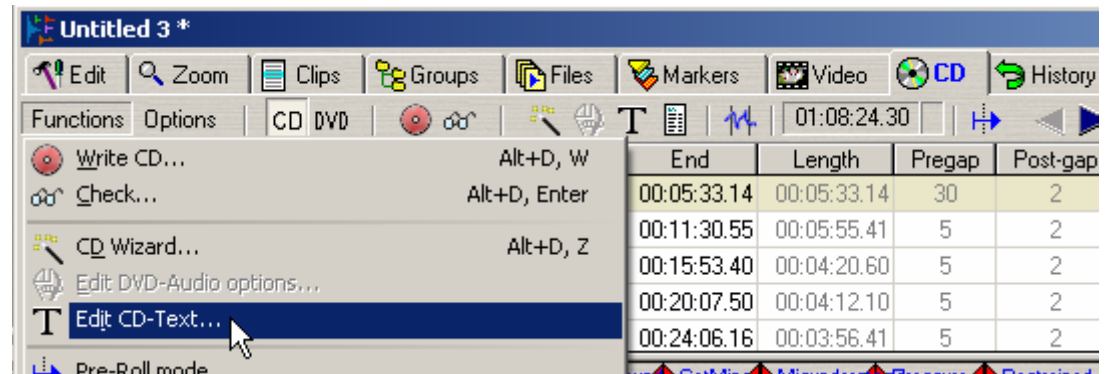 Untitled 3 *
Edit Zoom Clips Groups Files Markers Video CD History
Functions Options CD DVD T 01:08:24.30
Write CD... Alt+D, W End Length Pregap Post-gap
Check... Alt+D, Enter 00:05:33.14 00:05:33.14 30 2
00:11:30.55 00:05:55.41 5 2
CD Wizard... Alt+D, Z
Edit DVD-Audio options... 00:15:53.40 00:04:20.60 5 2
T Edit CD-Text... 00:20:07.50 00:04:12.10 5 2
00:24:06.16 00:03:56.41 5 2
Pre-Roll mode